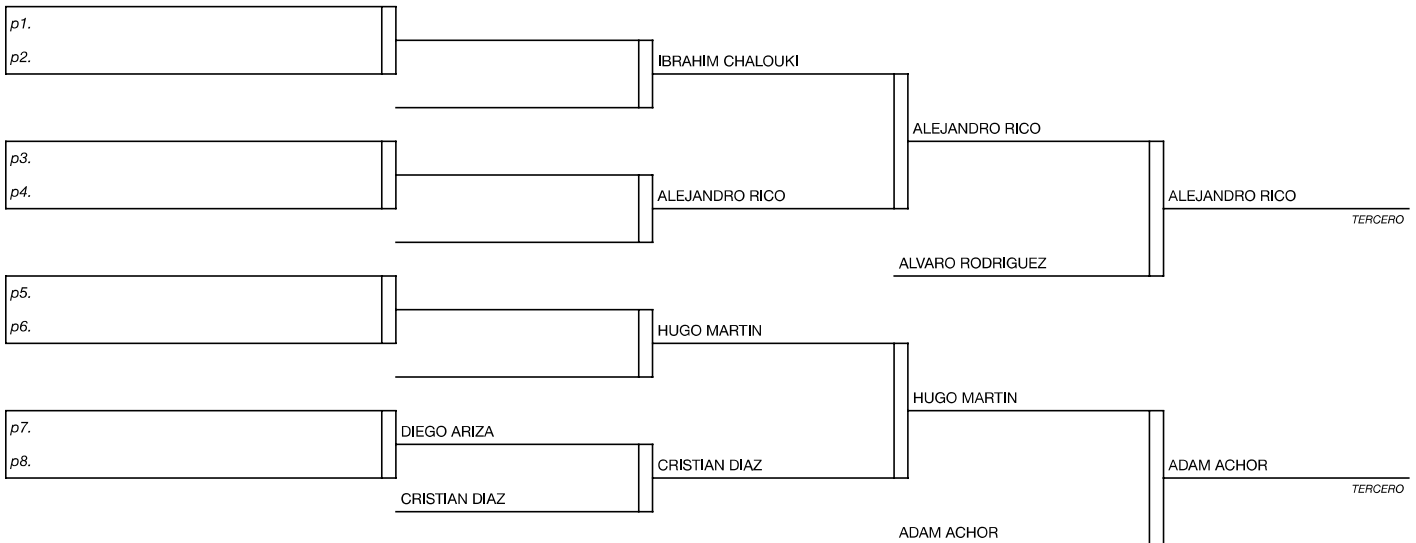 p1.
p2.
IBRAHIM CHALOUKI
ALEJANDRO RICO
p3.
p4.
ALEJANDRO RICO
ALEJANDRO RICO
TERCERO
ALVARO RODRIGUEZ
p5.
p6.
HUGO MARTIN
HUGO MARTIN
p7.
DIEGO ARIZA
p8.
CRISTIAN DIAZ
ADAM ACHOR
TERCERO
CRISTIAN DIAZ
ADAM ACHOR